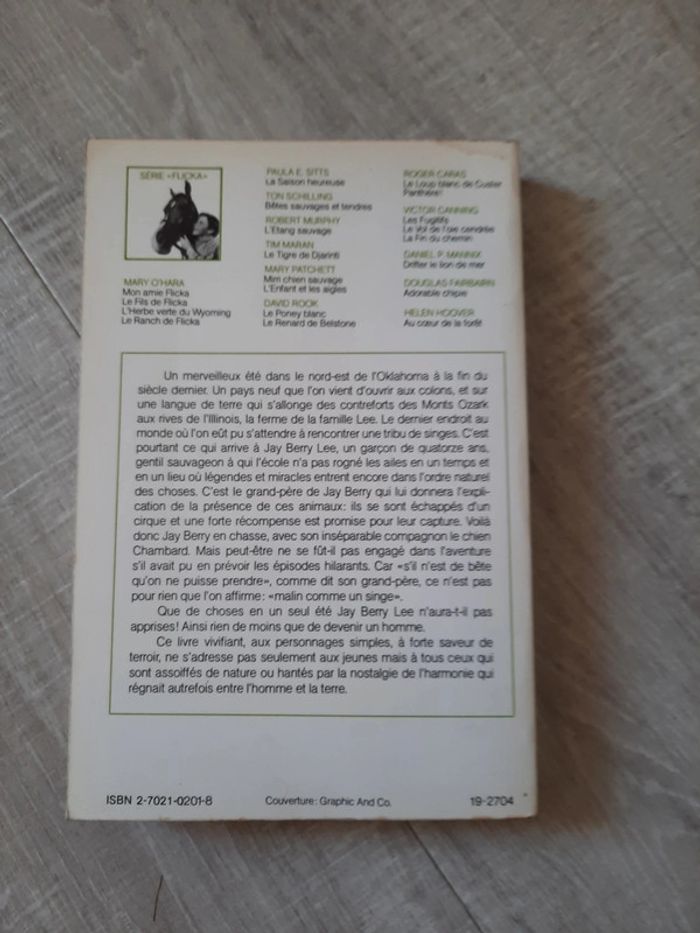 SÉRIE «FLICKA»
MARY O'HARA
Mon amie Flicka
Le Fils de Flicka
L'Herbe verte du Wyoming
Le Ranch de Flicka
PAULA E. SITTS
La Saison heureuse
TON SCHILLING
Bêtes sauvages et tendres
ROBERT MURPHY
L'Etang sauvage
TIM MARAN
Le Tigre de Djarinti
MARY PATCHETT
Mim chien sauvage
L'Enfant et les aigles
DAVID ROOK
Le Poney blanc
Le Renard de Belstone
ROGER CARAS
Le Loup blanc de Custer
Panthère!
VICTOR CANNING
Les Fugitifs
Le Vol de l'oie cendrée
La Fin du chemin
DANIEL P. MANNIX
Drifter le lion de mer
DOUGLAS FAIRBAIRN
Adorable chipie
HELEN HOOVER
Au cœur de la forêt
Un merveilleux été dans le nord-est de l'Oklahoma à la fin du
siècle dernier. Un pays neuf que l'on vient d'ouvrir aux colons, et sur
une langue de terre qui s'allonge des contreforts des Monts Ozark
aux rives de l'Illinois, la ferme de la famille Lee. Le dernier endroit au
monde où l'on eût pu s'attendre à rencontrer une tribu de singes. C'est
pourtant ce qui arrive à Jay Berry Lee, un garçon de quatorze ans,
gentil sauvageon à qui l'école n'a pas rogné les ailes en un temps et
en un lieu où légendes et miracles entrent encore dans l'ordre naturel
des choses. C'est le grand-père de Jay Berry qui lui donnera l'expli-
cation de la présence de ces animaux: ils se sont échappés d'un
cirque et une forte récompense est promise pour leur capture. Voilà
donc Jay Berry en chasse, avec son inséparable compagnon le chien
Chambard. Mais peut-être ne se fût-il pas engagé dans l'aventure
s'il avait pu en prévoir les épisodes hilarants. Car «s'il n'est de bête
qu'on ne puisse prendre», comme dit son grand-père, ce n'est pas
pour rien que l'on affirme: «malin comme un singe».
Que de choses en un seul été Jay Berry Lee n'aura-t-il pas
apprises! Ainsi rien de moins que de devenir un homme.
Ce livre vivifiant, aux personnages simples, à forte saveur de
terroir, ne s'adresse pas seulement aux jeunes mais à tous ceux qui
sont assoiffés de nature ou hantés par la nostalgie de l'harmonie qui
régnait autrefois entre l'homme et la terre.
ISBN 2-7021-0201-8
Couverture: Graphic And Co.
19-2704